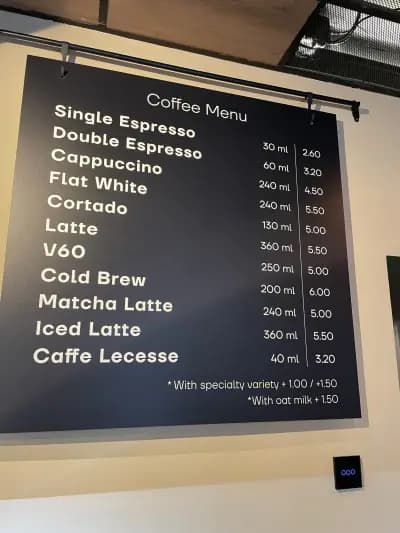 Coffee Menu
Single Espresso 30 ml 2.60
Double Espresso 60 ml 3.20
Cappuccino 240 ml 4.50
Flat White 240 ml 5.50
Cortado 130 ml 5.00
Latte 360 ml 5.50
V60 250 ml 5.00
Cold Brew 200 ml 6.00
Matcha Latte 240 ml 5.00
Iced Latte 360 ml 5.50
Caffe Lecesse 40 ml 3.20
* With specialty variety + 1.00 / +1.50
*With oat milk + 1.50
000